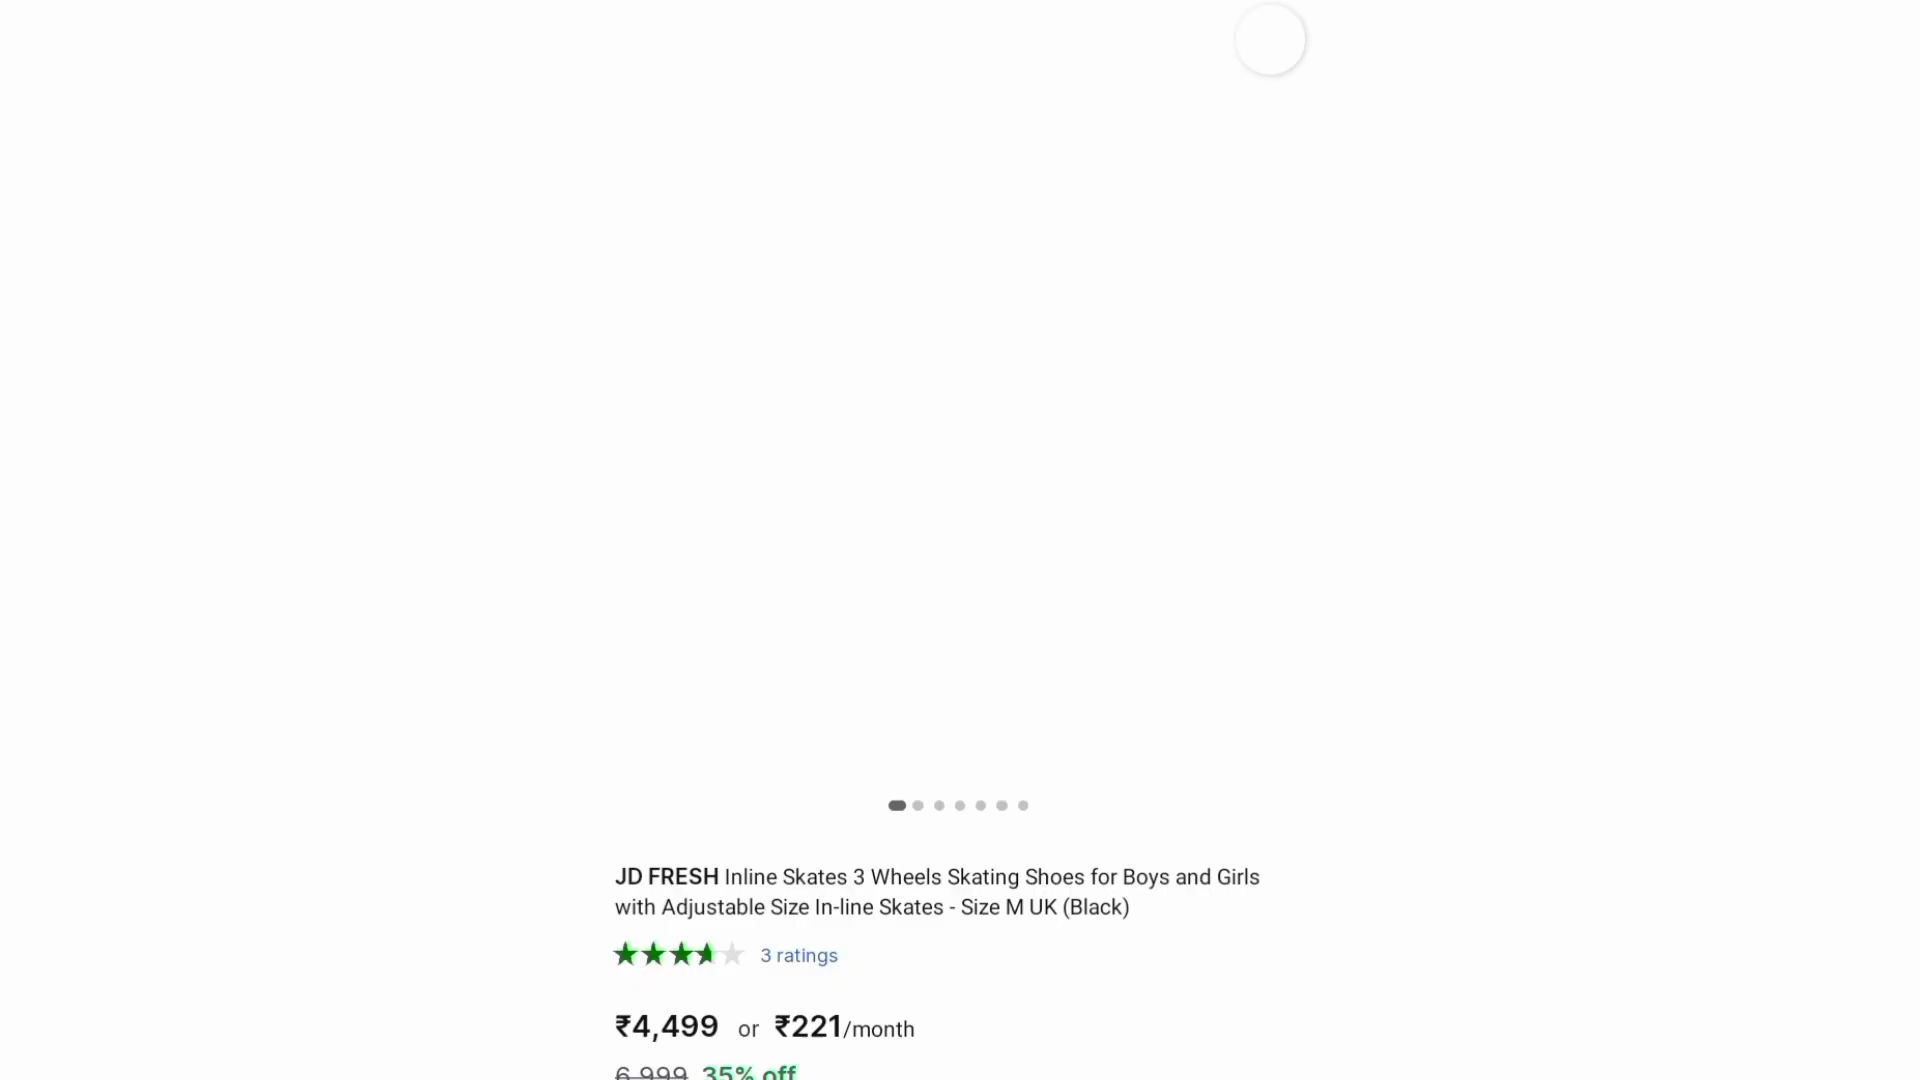 JD FRESH Inline Skates 3 Wheels Skating Shoes for Boys and Girls
with Adjustable Size In-line Skates - Size M UK (Black)
3 ratings
₹4,499 or ₹221/month
6,999 35% off